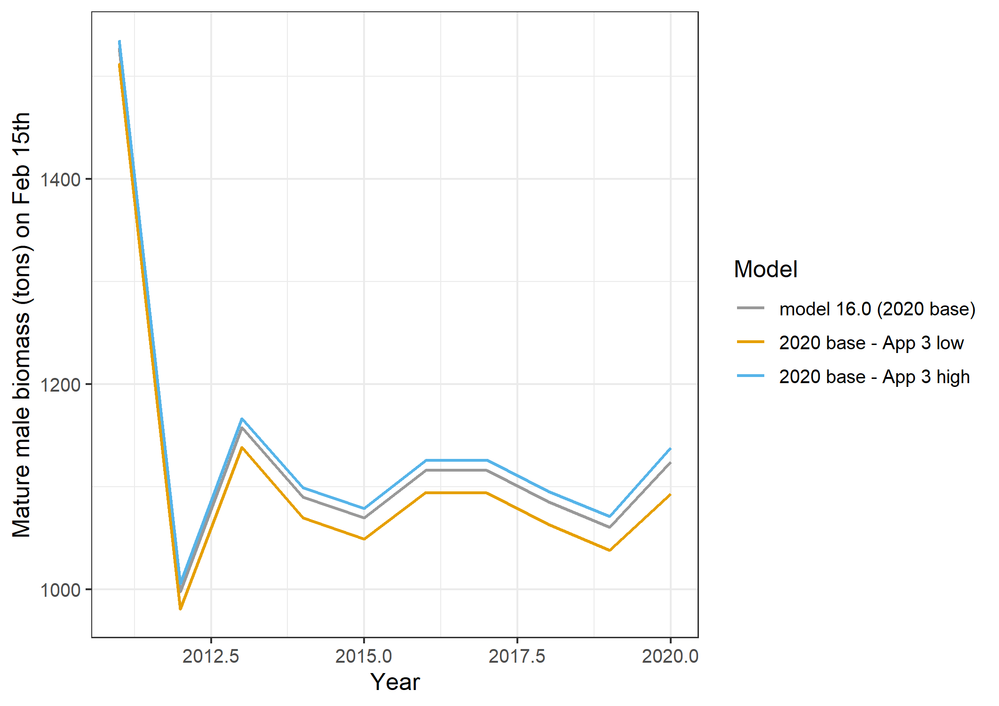 Mature male biomass (tons) on Feb 15th
1400
1200
1000
2012.5
2015.0
2017.5
2020.0
Year
Model
model 16.0 (2020 base)
2020 base - App 3 low
2020 base - App 3 high